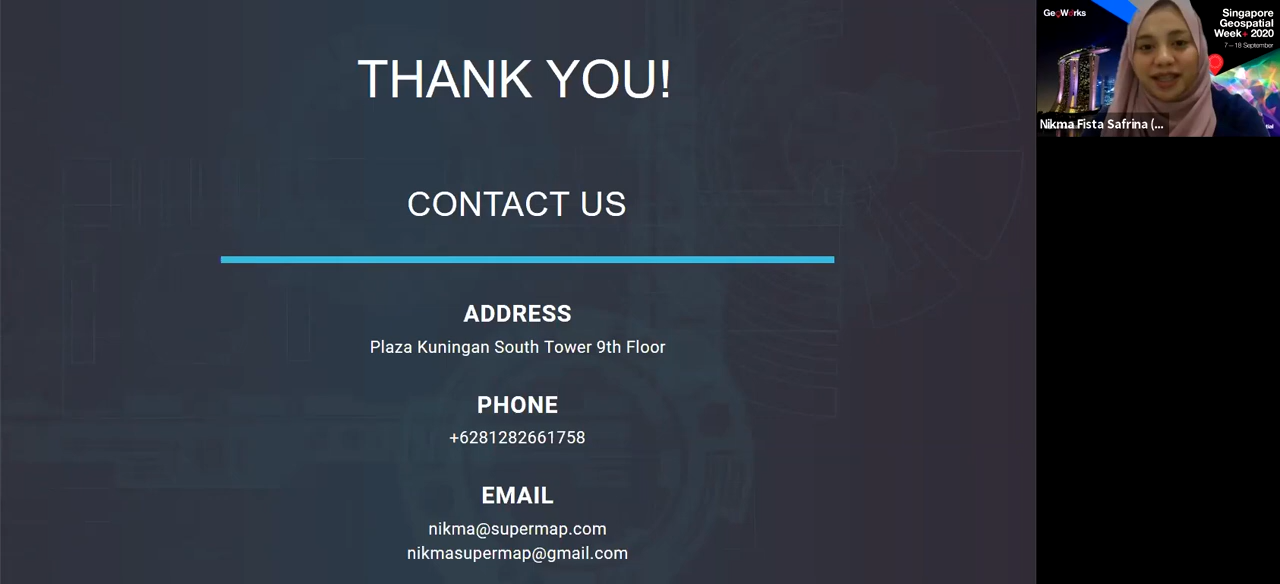 THANK YOU!
CONTACT US
ADDRESS
Plaza Kuningan South Tower 9th Floor
PHONE
+6281282661758
EMAIL
nikma@supermap.com
nikmasupermap@gmail.com
GeoWorks
Singapore
Geospatial
Week 2020
7 – 18 September
Nikma Fista Safrina (...